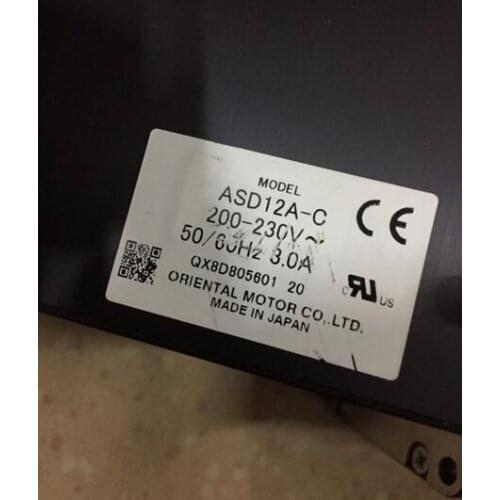 MODEL
ASD12A-C
200-230V~
50/60Hz 3.0A
QX8D805601 20
ORIENTAL MOTOR CO.,LTD.
MADE IN JAPAN
CE
c RU US